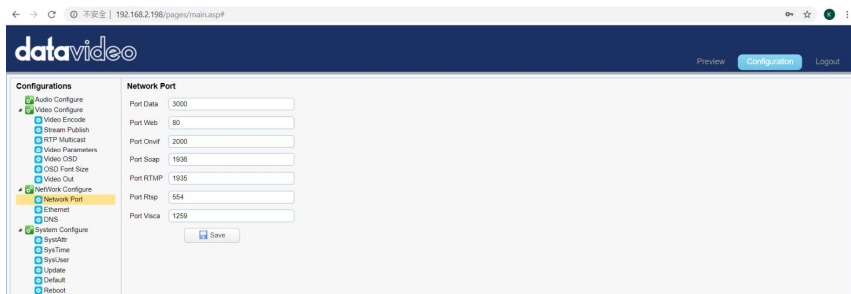 不安全 | 192.168.2.198/pages/main.asp#
K
datavideo
Preview Configuration Logout
Configurations
Audio Configure
Video Configure
Video Encode
Stream Publish
RTP Multicast
Video Parameters
Video OSD
OSD Font Size
Video Out
NetWork Configure
Network Port
Ethernet
DNS
System Configure
SystAttr
SysTime
SysUser
Update
Default
Reboot
Network Port
Port Data 3000
Port Web 80
Port Onvif 2000
Port Soap 1936
Port RTMP 1935
Port Rtsp 554
Port Visca 1259
Save